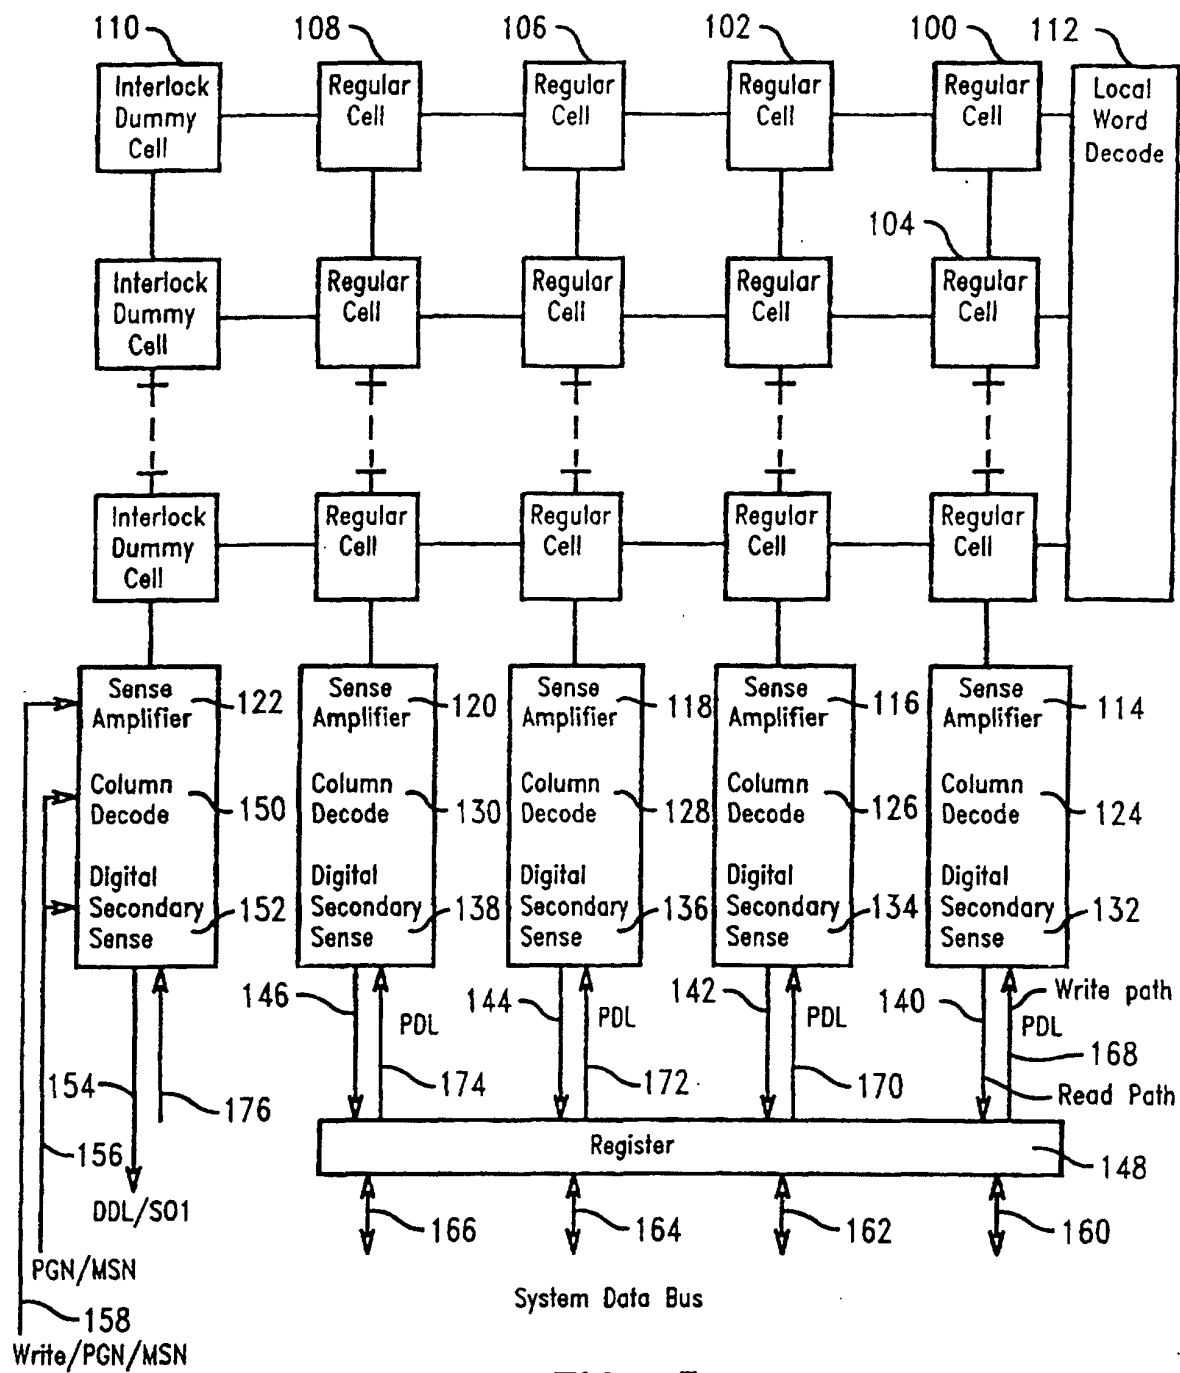 110 108 106 102 100 112
Interlock Dummy Cell
Regular Cell
Regular Cell
Regular Cell
Regular Cell
Local Word Decode
104
Interlock Dummy Cell
Regular Cell
Regular Cell
Regular Cell
Regular Cell
Interlock Dummy Cell
Regular Cell
Regular Cell
Regular Cell
Regular Cell
Sense Amplifier 122
Sense Amplifier 120
Sense Amplifier 118
Sense Amplifier 116
Sense Amplifier 114
Column Decode 150
Column Decode 130
Column Decode 128
Column Decode 126
Column Decode 124
Digital Secondary Sense 152
Digital Secondary Sense 138
Digital Secondary Sense 136
Digital Secondary Sense 134
Digital Secondary Sense 132
146 144 142 140 Write path
PDL PDL PDL PDL
168
154 176 174 172 170 Read Path
156
Register 148
DDL/SO1
166 164 162 160
PGN/MSN
System Data Bus
158
Write/PGN/MSN